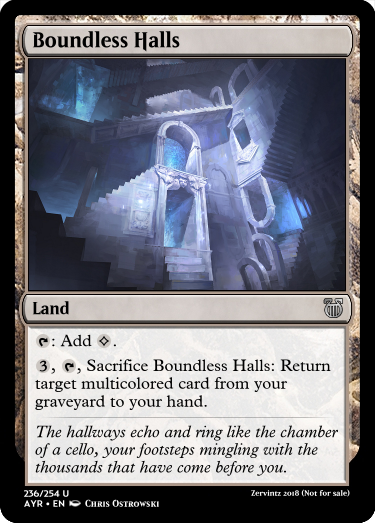 Boundless Halls
Land
: Add .
3, , Sacrifice Boundless Halls: Return
target multicolored card from your
graveyard to your hand.
The hallways echo and ring like the chamber
of a cello, your footsteps mingling with the
thousands that have come before you.
236/254 U
AYR • EN Chris Ostrowski
Zervintz 2018 (Not for sale)